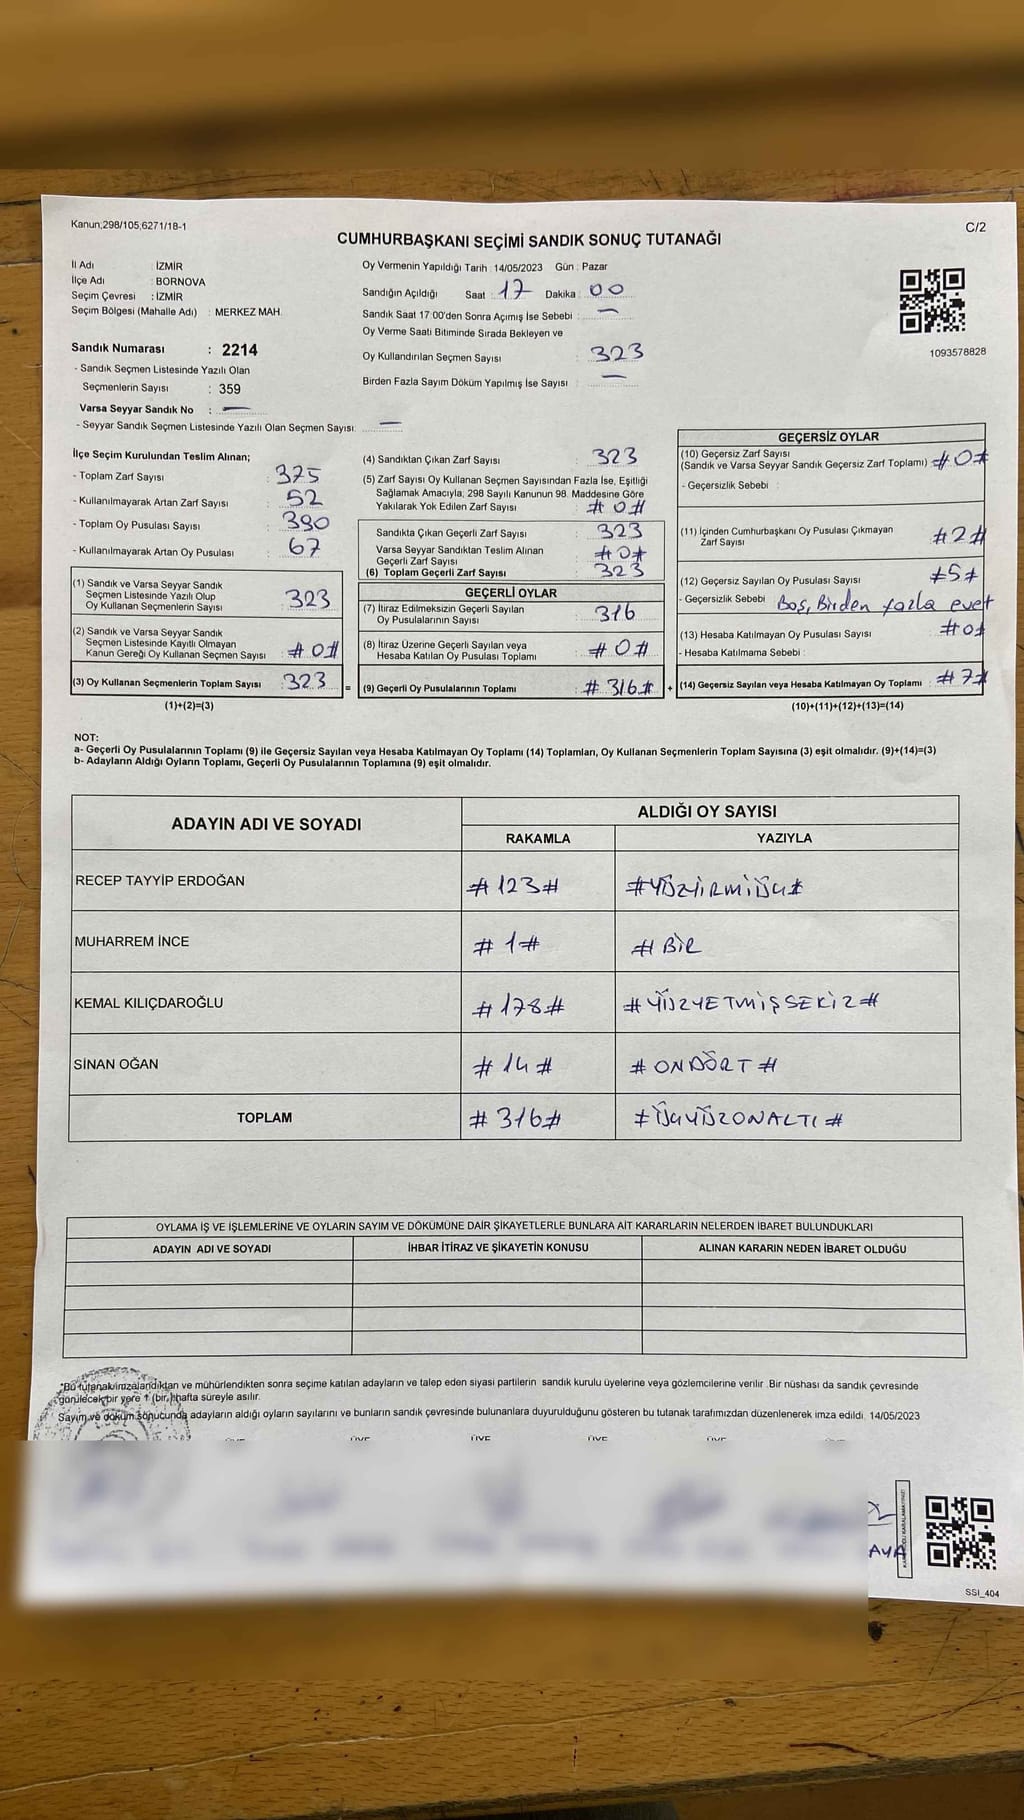 Kanun;298/105;6271/1B-1
C/2
CUMHURBAŞKANI SEÇİMİ SANDIK SONUÇ TUTANAĞI
İl Adı : İZMİR
İlçe Adı : BORNOVA
Seçim Çevresi : İZMİR
Seçim Bölgesi (Mahalle Adı) : MERKEZ MAH.
Sandık Numarası : 2214
- Sandık Seçmen Listesinde Yazılı Olan
Seçmenlerin Sayısı : 359
Varsa Seyyar Sandık No : —
- Seyyar Sandık Seçmen Listesinde Yazılı Olan Seçmen Sayısı: —
Oy Vermenin Yapıldığı Tarih : 14/05/2023 Gün : Pazar
Sandığın Açıldığı Saat : 17 Dakika : 00
Sandık Saat 17:00'den Sonra Açımış İse Sebebi : —
Oy Verme Saati Bitiminde Sırada Bekleyen ve
Oy Kullandırılan Seçmen Sayısı : 323
Birden Fazla Sayım Döküm Yapılmış İse Sayısı : —
1093578828
İlçe Seçim Kurulundan Teslim Alınan;
- Toplam Zarf Sayısı : 375
- Kullanılmayarak Artan Zarf Sayısı : 52
- Toplam Oy Pusulası Sayısı : 390
- Kullanılmayarak Artan Oy Pusulası : 67
(1) Sandık ve Varsa Seyyar Sandık
Seçmen Listesinde Yazılı Olup
Oy Kullanan Seçmenlerin Sayısı : 323
(2) Sandık ve Varsa Seyyar Sandık
Seçmen Listesinde Kayıtlı Olmayan
Kanun Gereği Oy Kullanan Seçmen Sayısı : #0#
(3) Oy Kullanan Seçmenlerin Toplam Sayısı : 323
(1)+(2)=(3)
(4) Sandıktan Çıkan Zarf Sayısı : 323
(5) Zarf Sayısı Oy Kullanan Seçmen Sayısından Fazla İse, Eşitliği
Sağlamak Amacıyla, 298 Sayılı Kanunun 98. Maddesine Göre
Yakılarak Yok Edilen Zarf Sayısı : #0#
Sandıkta Çıkan Geçerli Zarf Sayısı : 323
Varsa Seyyar Sandıktan Teslim Alınan
Geçerli Zarf Sayısı : #0#
(6) Toplam Geçerli Zarf Sayısı : 323
GEÇERLİ OYLAR
(7) İtiraz Edilmeksizin Geçerli Sayılan
Oy Pusulalarının Sayısı : 316
(8) İtiraz Üzerine Geçerli Sayılan veya
Hesaba Katılan Oy Pusulası Toplamı : #0#
= (9) Geçerli Oy Pusulalarının Toplamı : #316#
GEÇERSİZ OYLAR
(10) Geçersiz Zarf Sayısı
(Sandık ve Varsa Seyyar Sandık Geçersiz Zarf Toplamı) : #0#
- Geçersizlik Sebebi :
(11) İçinden Cumhurbaşkanı Oy Pusulası Çıkmayan
Zarf Sayısı #2#
(12) Geçersiz Sayılan Oy Pusulası Sayısı #5#
- Geçersizlik Sebebi : Boş, Birden fazla evet
(13) Hesaba Katılmayan Oy Pusulası Sayısı #0#
- Hesaba Katılmama Sebebi :
+ (14) Geçersiz Sayılan veya Hesaba Katılmayan Oy Toplamı : #7#
(10)+(11)+(12)+(13)=(14)
NOT:
a- Geçerli Oy Pusulalarının Toplamı (9) ile Geçersiz Sayılan veya Hesaba Katılmayan Oy Toplamı (14) Toplamları, Oy Kullanan Seçmenlerin Toplam Sayısına (3) eşit olmalıdır. (9)+(14)=(3)
b- Adayların Aldığı Oyların Toplamı, Geçerli Oy Pusulalarının Toplamına (9) eşit olmalıdır.
ADAYIN ADI VE SOYADI ALDIĞI OY SAYISI
RAKAMLA YAZIYLA
RECEP TAYYİP ERDOĞAN #123# #YÜZYİRMİÜÇ#
MUHARREM İNCE #1# #BİR
KEMAL KILIÇDAROĞLU #178# #YÜZYETMİŞSEKİZ#
SİNAN OĞAN #14# #ONDÖRT#
TOPLAM #316# #ÜÇYÜZONALTI#
OYLAMA İŞ VE İŞLEMLERİNE VE OYLARIN SAYIM VE DÖKÜMÜNE DAİR ŞİKAYETLERLE BUNLARA AİT KARARLARIN NELERDEN İBARET BULUNDUKLARI
ADAYIN ADI VE SOYADI İHBAR İTİRAZ VE ŞİKAYETİN KONUSU ALINAN KARARIN NEDEN İBARET OLDUĞU
*Bu tutanak imzalandıktan ve mühürlendikten sonra seçime katılan adayların ve talep eden siyasi partilerin sandık kurulu üyelerine veya gözlemcilerine verilir. Bir nüshası da sandık çevresinde
görülecek bir yere 1 (bir) hafta süreyle asılır.
Sayım ve döküm sonucunda adayların aldığı oyların sayılarını ve bunların sandık çevresinde bulunanlara duyurulduğunu gösteren bu tutanak tarafımızdan düzenlenerek imza edildi. 14/05/2023
ÜYE ÜYE ÜYE ÜYE ÜYE
AYA
SSI_404